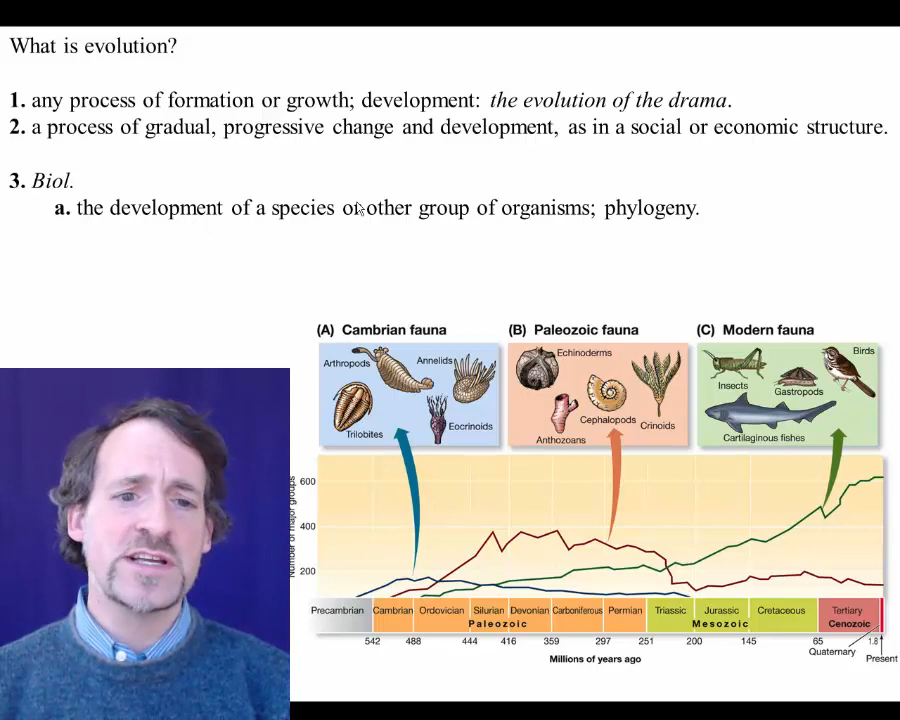 What is evolution?
1. any process of formation or growth; development: the evolution of the drama.
2. a process of gradual, progressive change and development, as in a social or economic structure.
3. Biol.
a. the development of a species or other group of organisms; phylogeny.
(A) Cambrian fauna
(B) Paleozoic fauna
(C) Modern fauna
Arthropods
Annelids
Trilobites
Eocrinoids
Echinoderms
Cephalopods
Crinoids
Anthozoans
Birds
Insects
Gastropods
Cartilaginous fishes
Number of major groups
600
400
200
Precambrian Cambrian Ordovician Silurian Devonian Carboniferous Permian Triassic Jurassic Cretaceous Tertiary
Paleozoic Mesozoic Cenozoic
542 488 444 416 359 297 251 200 145 65 1.8
Quaternary
Present
Millions of years ago